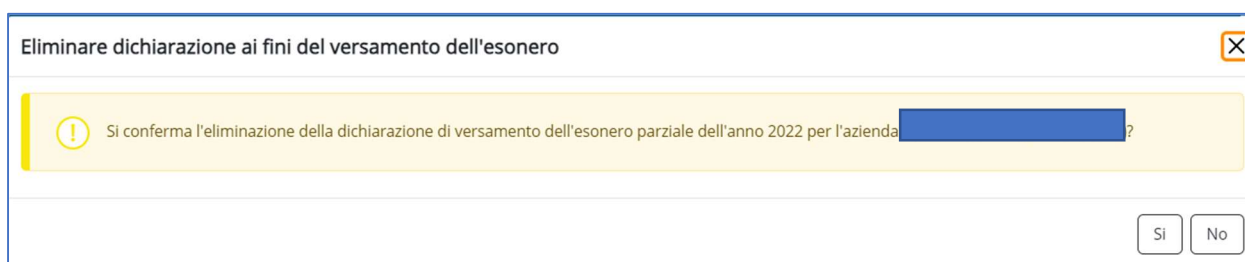 Eliminare dichiarazione ai fini del versamento dell'esonero
Si conferma l'eliminazione della dichiarazione di versamento dell'esonero parziale dell'anno 2022 per l'azienda ?
Si No